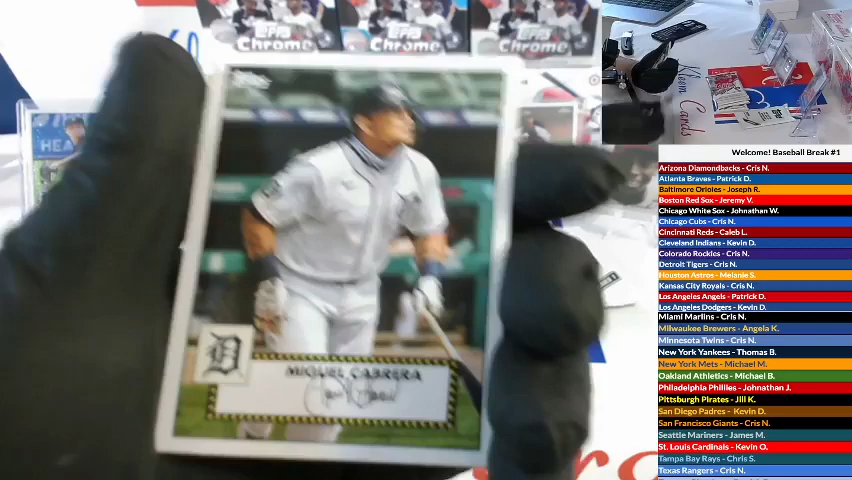 Topps
Chrome
Chrome
Chrome
HEA
MIGUEL CABRERA
D
Kleem Cards
Welcome! Baseball Break #1
Arizona Diamondbacks - Cris N.
Atlanta Braves - Patrick D.
Baltimore Orioles - Joseph R.
Boston Red Sox - Jeremy V.
Chicago White Sox - Johnathan W.
Chicago Cubs - Cris N.
Cincinnati Reds - Caleb L.
Cleveland Indians - Kevin D.
Colorado Rockies - Cris N.
Detroit Tigers - Cris N.
Houston Astros - Melanie S.
Kansas City Royals - Cris N.
Los Angeles Angels - Patrick D.
Los Angeles Dodgers - Kevin D.
Miami Marlins - Cris N.
Milwaukee Brewers - Angela K.
Minnesota Twins - Cris N.
New York Yankees - Thomas B.
New York Mets - Michael M.
Oakland Athletics - Michael B.
Philadelphia Phillies - Johnathan J.
Pittsburgh Pirates - Jill K.
San Diego Padres - Kevin D.
San Francisco Giants - Cris N.
Seattle Mariners - James M.
St. Louis Cardinals - Kevin O.
Tampa Bay Rays - Chris S.
Texas Rangers - Cris N.